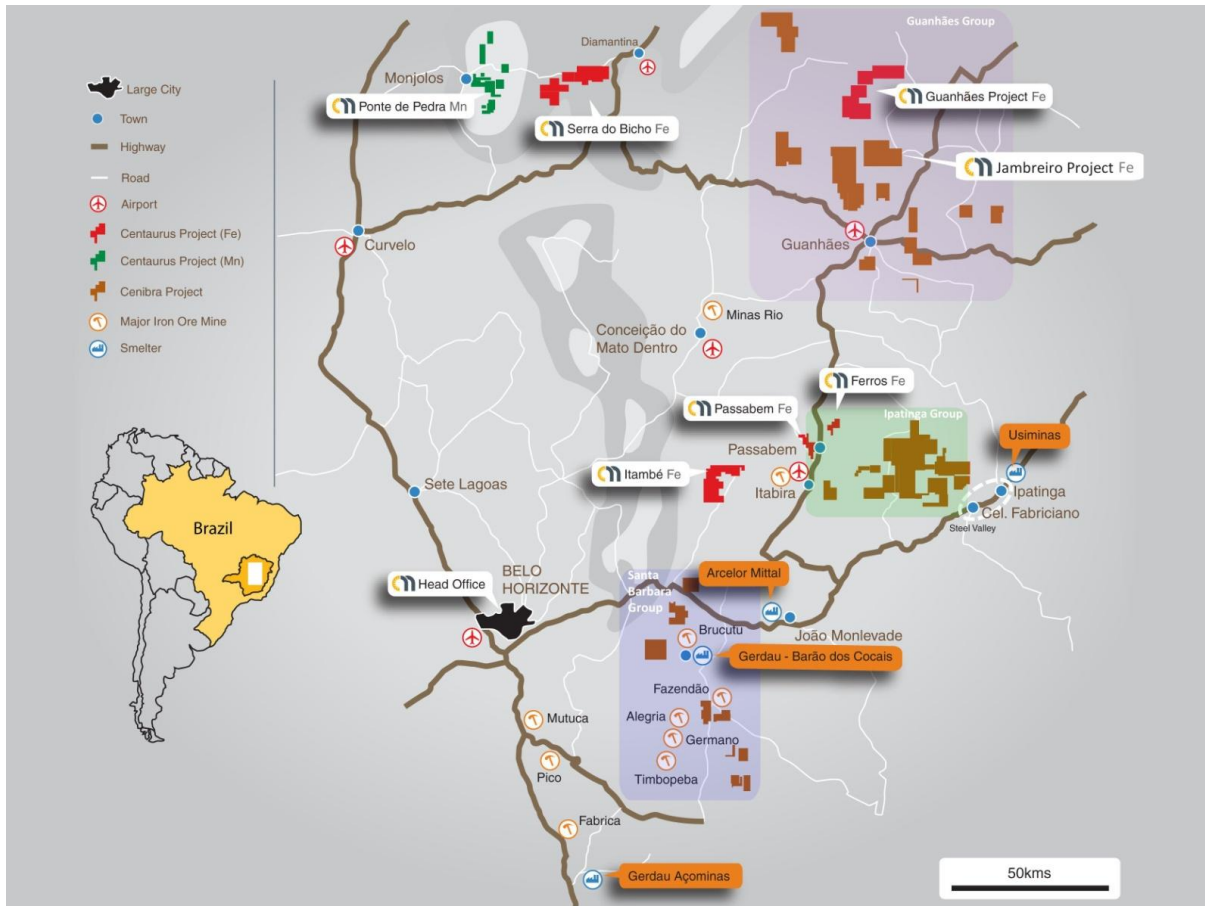 Large City
Town
Highway
Road
Airport
Centaurus Project (Fe)
Centaurus Project (Mn)
Cenibra Project
Major Iron Ore Mine
Smelter
Brazil
Guanhães Group
Diamantina
Monjolos
Ponte de Pedra Mn
Serra do Bicho Fe
Guanhães Project Fe
Jambreiro Project Fe
Curvelo
Guanhães
Minas Rio
Conceição do
Mato Dentro
Ferros Fe
Passabem Fe
Ipatinga Group
Usiminas
Passabem
Itambé Fe
Itabira
Sete Lagoas
Ipatinga
Cel. Fabriciano
Steel Valley
Head Office
BELO
HORIZONTE
Santa
Barbara
Group
Arcelor Mittal
João Monlevade
Brucutu
Gerdau - Barão dos Cocais
Fazendão
Alegria
Germano
Timbopeba
Mutuca
Pico
Fabrica
Gerdau Açominas
50kms